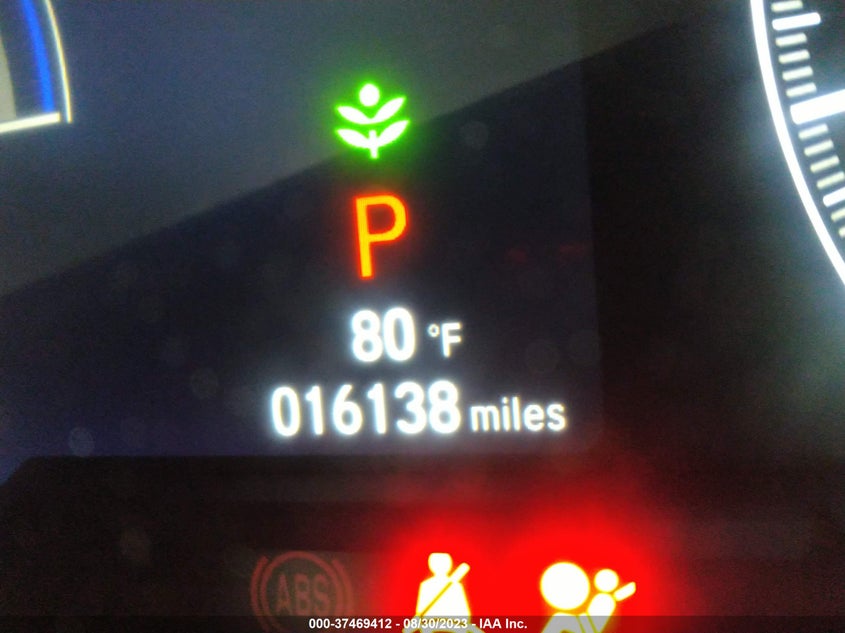 P
80 °F
016138 miles
ABS
000-37469412 - 08/30/2023 - IAA Inc.